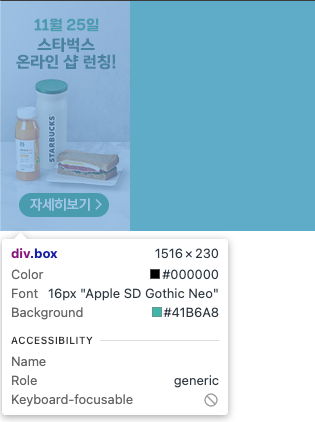 11월 25일
스타벅스
온라인 샵 런칭!
STARBUCKS
자세히보기 >
div.box 1516 × 230
Color #000000
Font 16px "Apple SD Gothic Neo"
Background #41B6A8
ACCESSIBILITY
Name
Role generic
Keyboard-focusable